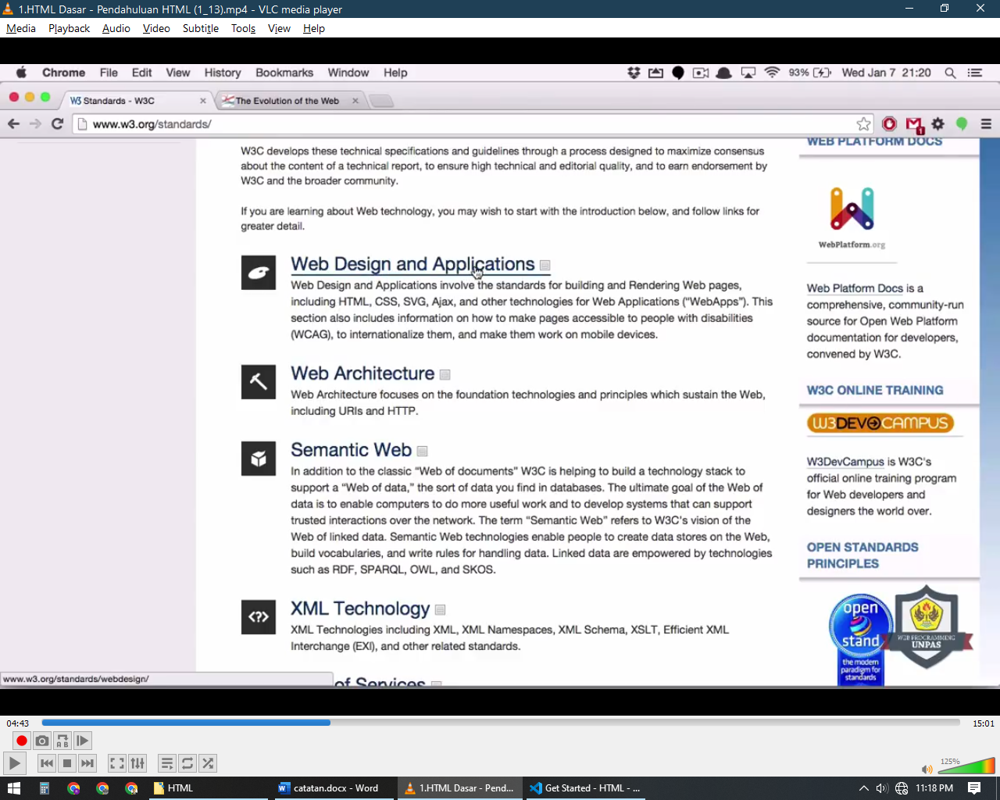 1.HTML Dasar - Pendahuluan HTML (1_13).mp4 - VLC media player
Media Playback Audio Video Subtitle Tools View Help
Chrome File Edit View History Bookmarks Window Help 93% Wed Jan 7 21:20
W3 Standards - W3C × The Evolution of the Web ×
www.w3.org/standards/
1
W3C develops these technical specifications and guidelines through a process designed to maximize consensus
about the content of a technical report, to ensure high technical and editorial quality, and to earn endorsement by
W3C and the broader community.
If you are learning about Web technology, you may wish to start with the introduction below, and follow links for
greater detail.
Web Design and Applications
Web Design and Applications involve the standards for building and Rendering Web pages,
including HTML, CSS, SVG, Ajax, and other technologies for Web Applications (“WebApps”). This
section also includes information on how to make pages accessible to people with disabilities
(WCAG), to internationalize them, and make them work on mobile devices.
Web Architecture
Web Architecture focuses on the foundation technologies and principles which sustain the Web,
including URIs and HTTP.
Semantic Web
In addition to the classic “Web of documents” W3C is helping to build a technology stack to
support a “Web of data,” the sort of data you find in databases. The ultimate goal of the Web of
data is to enable computers to do more useful work and to develop systems that can support
trusted interactions over the network. The term “Semantic Web” refers to W3C’s vision of the
Web of linked data. Semantic Web technologies enable people to create data stores on the Web,
build vocabularies, and write rules for handling data. Linked data are empowered by technologies
such as RDF, SPARQL, OWL, and SKOS.
<?>
XML Technology
XML Technologies including XML, XML Namespaces, XML Schema, XSLT, Efficient XML
Interchange (EXI), and other related standards.
of Services
WEB PLATFORM DOCS
WebPlatform.org
Web Platform Docs is a
comprehensive, community-run
source for Open Web Platform
documentation for developers,
convened by W3C.
W3C ONLINE TRAINING
W3DEVCAMPUS
W3DevCampus is W3C's
official online training program
for Web developers and
designers the world over.
OPEN STANDARDS
PRINCIPLES
open
stand
the modern
paradigm for
standards
WEB PROGRAMMING
UNPAS
www.w3.org/standards/webdesign/
04:43 15:01
A B
125%
HTML catatan.docx - Word 1.HTML Dasar - Pend... Get Started - HTML - ... 11:18 PM